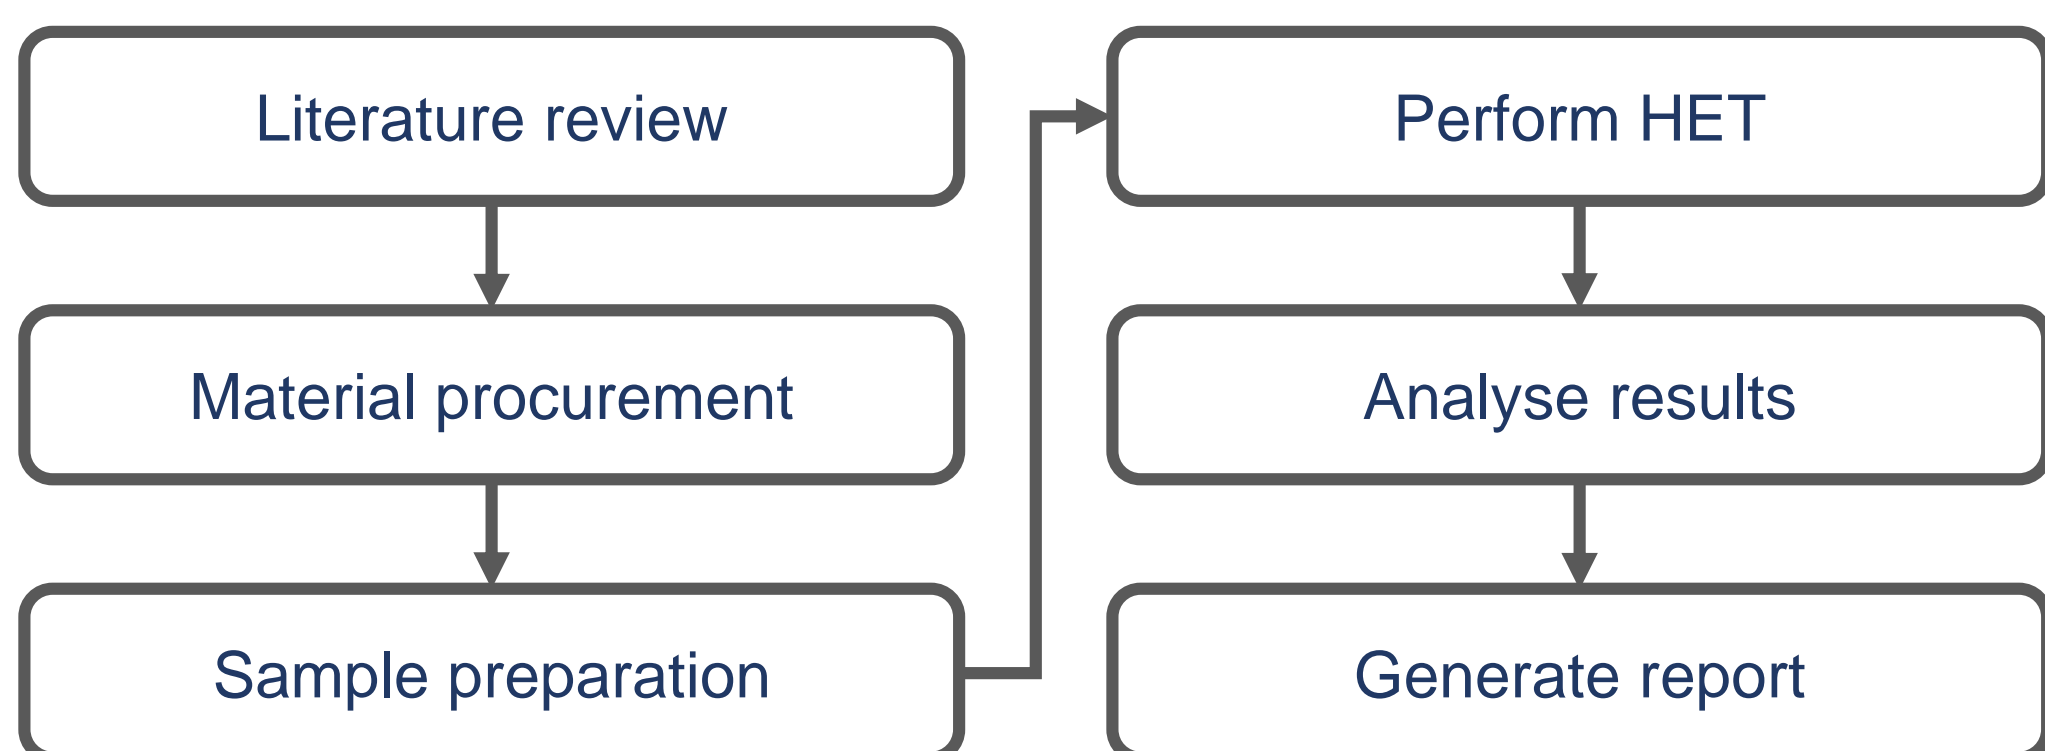 Literature review
Material procurement
Sample preparation
Perform HET
Analyse results
Generate report